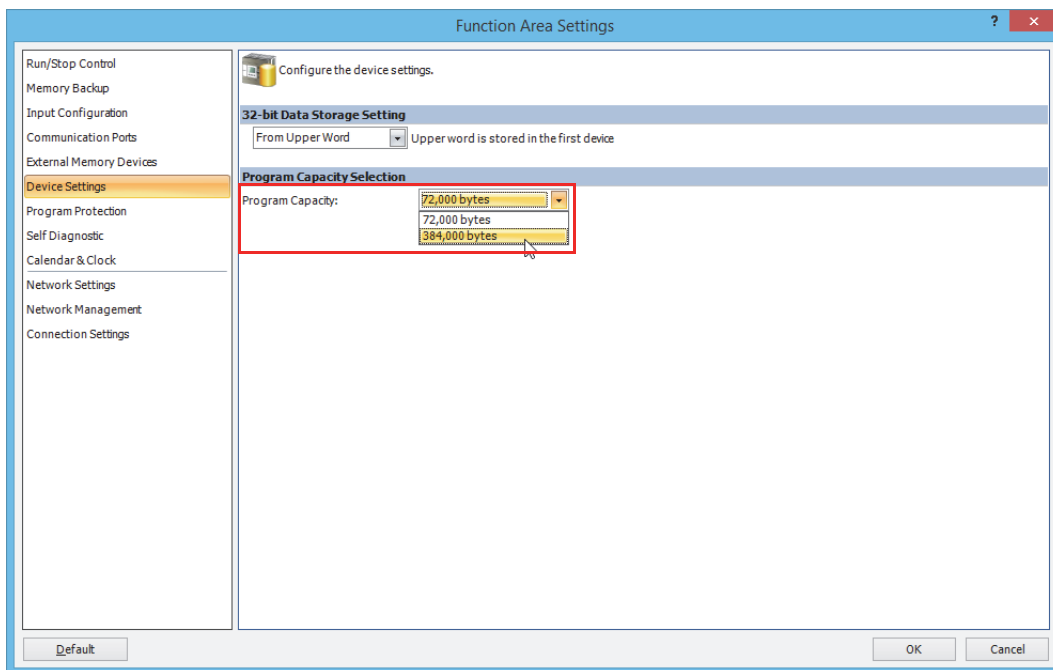 Function Area Settings
?
Run/Stop Control
Memory Backup
Input Configuration
Communication Ports
External Memory Devices
Device Settings
Program Protection
Self Diagnostic
Calendar & Clock
Network Settings
Network Management
Connection Settings
Configure the device settings.
32-bit Data Storage Setting
From Upper Word Upper word is stored in the first device
Program Capacity Selection
Program Capacity: 72,000 bytes
72,000 bytes
384,000 bytes
Default OK Cancel